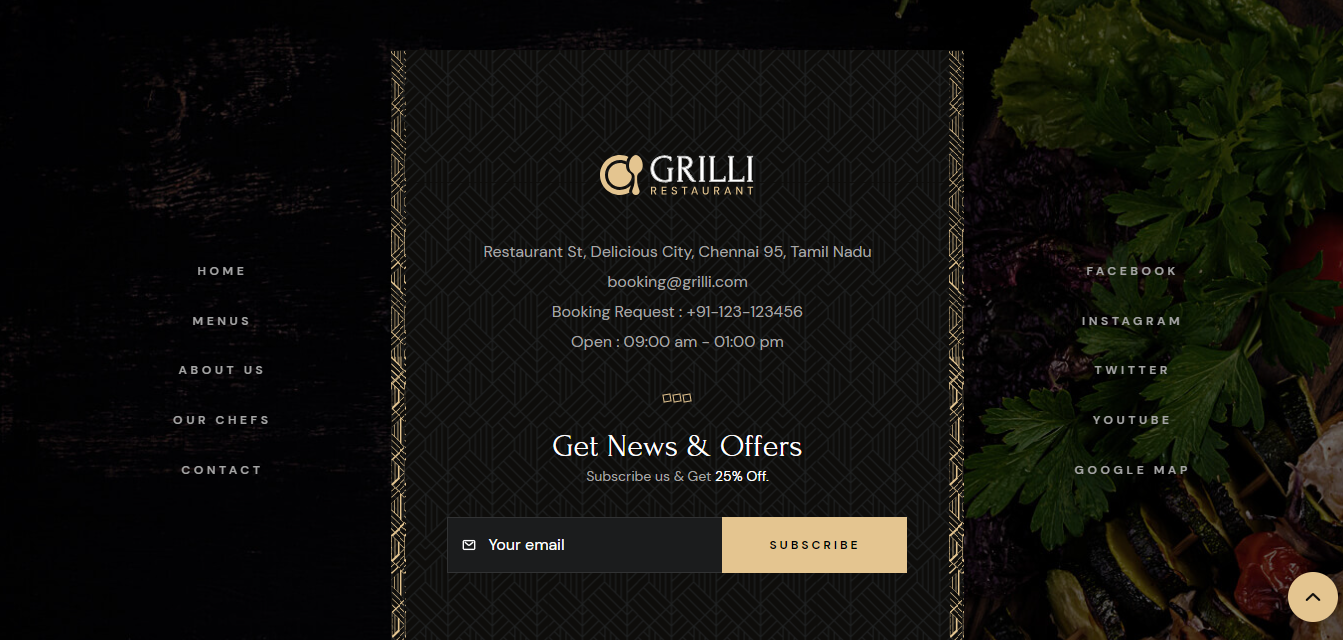 GRILLI
RESTAURANT
Restaurant St, Delicious City, Chennai 95, Tamil Nadu
booking@grilli.com
Booking Request : +91-123-123456
Open : 09:00 am - 01:00 pm
Get News & Offers
Subscribe us & Get 25% Off.
Your email
SUBSCRIBE
HOME
MENUS
ABOUT US
OUR CHEFS
CONTACT
FACEBOOK
INSTAGRAM
TWITTER
YOUTUBE
GOOGLE MAP